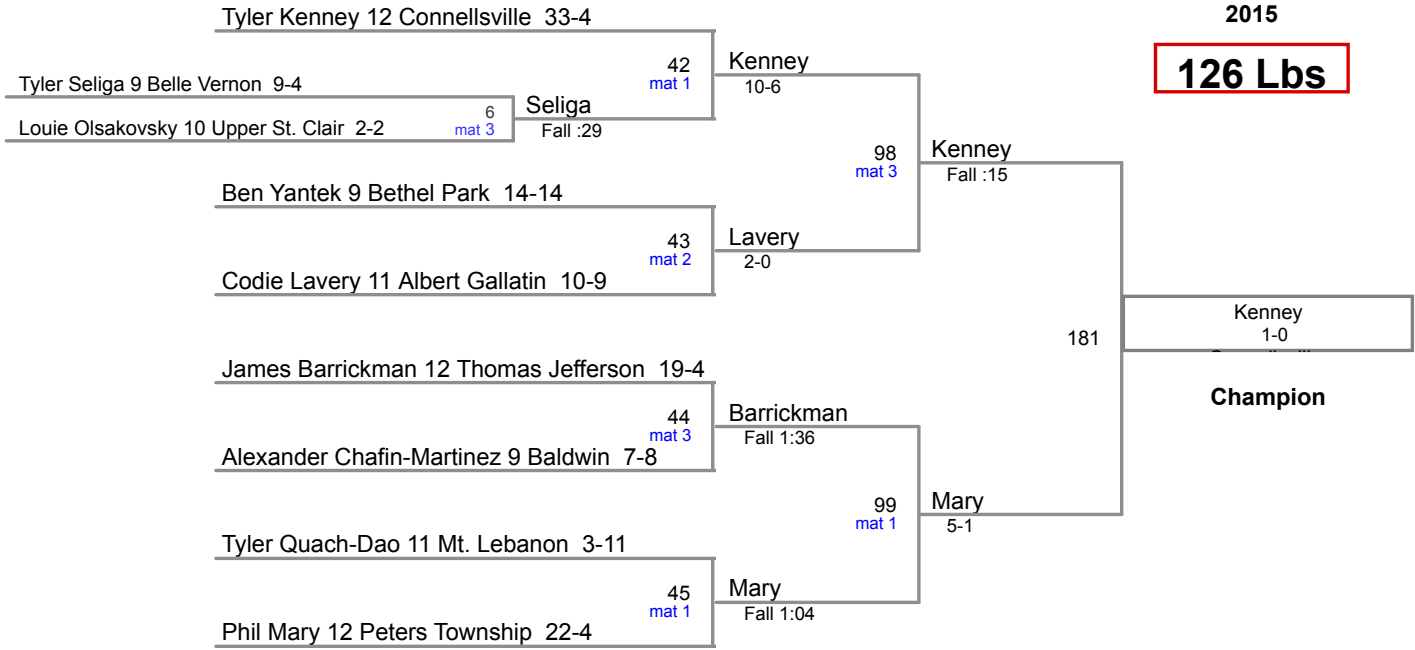 2015
126 Lbs
Tyler Kenney 12 Connellsville 33-4
42
mat 1
Kenney
10-6
Tyler Seliga 9 Belle Vernon 9-4
6
mat 3
Seliga
Fall :29
Louie Olsakovsky 10 Upper St. Clair 2-2
98
mat 3
Kenney
Fall :15
Ben Yantek 9 Bethel Park 14-14
43
mat 2
Lavery
2-0
Codie Lavery 11 Albert Gallatin 10-9
181
Kenney
1-0
Champion
James Barrickman 12 Thomas Jefferson 19-4
44
mat 3
Barrickman
Fall 1:36
Alexander Chafin-Martinez 9 Baldwin 7-8
99
mat 1
Mary
5-1
Tyler Quach-Dao 11 Mt. Lebanon 3-11
45
mat 1
Mary
Fall 1:04
Phil Mary 12 Peters Township 22-4